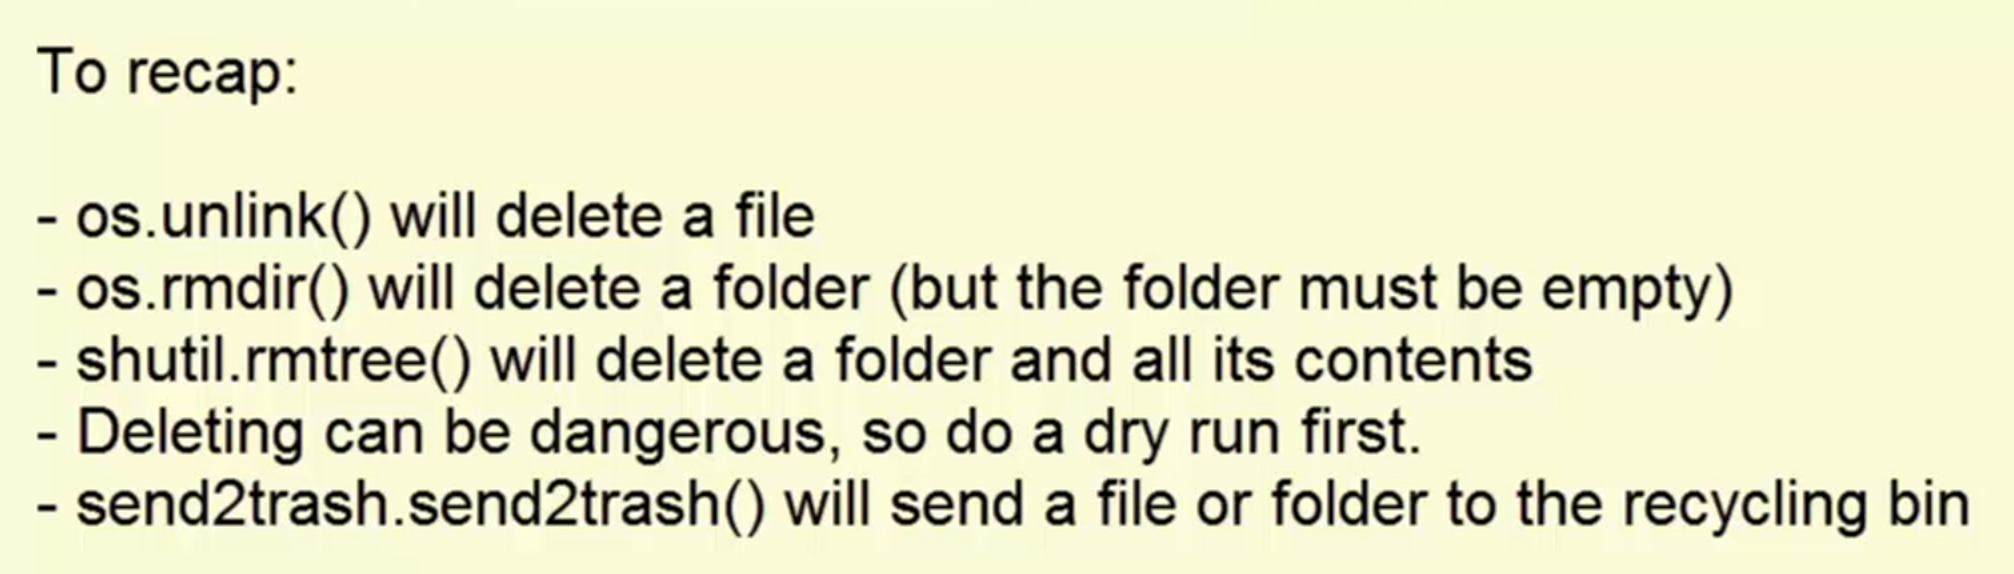 To recap:
- os.unlink() will delete a file
- os.rmdir() will delete a folder (but the folder must be empty)
- shutil.rmtree() will delete a folder and all its contents
- Deleting can be dangerous, so do a dry run first.
- send2trash.send2trash() will send a file or folder to the recycling bin